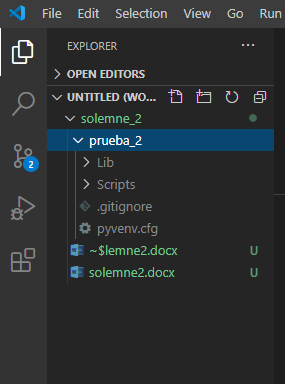 File Edit Selection View Go Run
EXPLORER ...
OPEN EDITORS
UNTITLED (WO...
solemne_2
prueba_2
Lib
2
Scripts
.gitignore
pyvenv.cfg
~$lemne2.docx U
solemne2.docx U